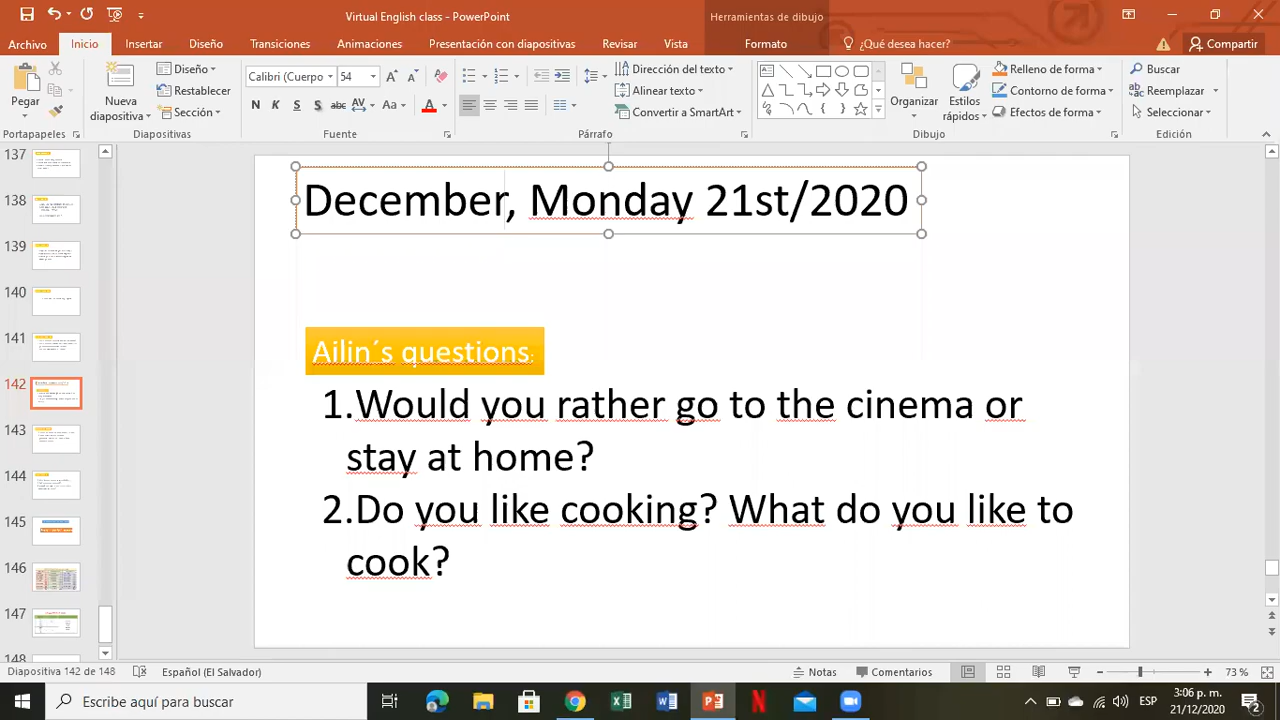 Virtual English class - PowerPoint
Herramientas de dibujo
Archivo Inicio Insertar Diseño Transiciones Animaciones Presentación con diapositivas Revisar Vista Formato ¿Qué desea hacer? Compartir
Pegar
Portapapeles
Nueva diapositiva
Diseño
Restablecer
Sección
Diapositivas
Calibri (Cuerpo 54
N K S S abc AV Aa A
Fuente
Dirección del texto
Alinear texto
Convertir a SmartArt
Párrafo
Organizar
Estilos rápidos
Relleno de forma
Contorno de forma
Efectos de forma
Dibujo
Buscar
Reemplazar
Seleccionar
Edición
137
138
139
140
141
142
143
144
145
146
147
148
December, Monday 21st/2020
Ailin´s questions:
1.Would you rather go to the cinema or
stay at home?
2.Do you like cooking? What do you like to
cook?
Diapositiva 142 de 148 Español (El Salvador) Notas Comentarios 73 %
Escribe aquí para buscar
ESP
3:06 p. m.
21/12/2020
2